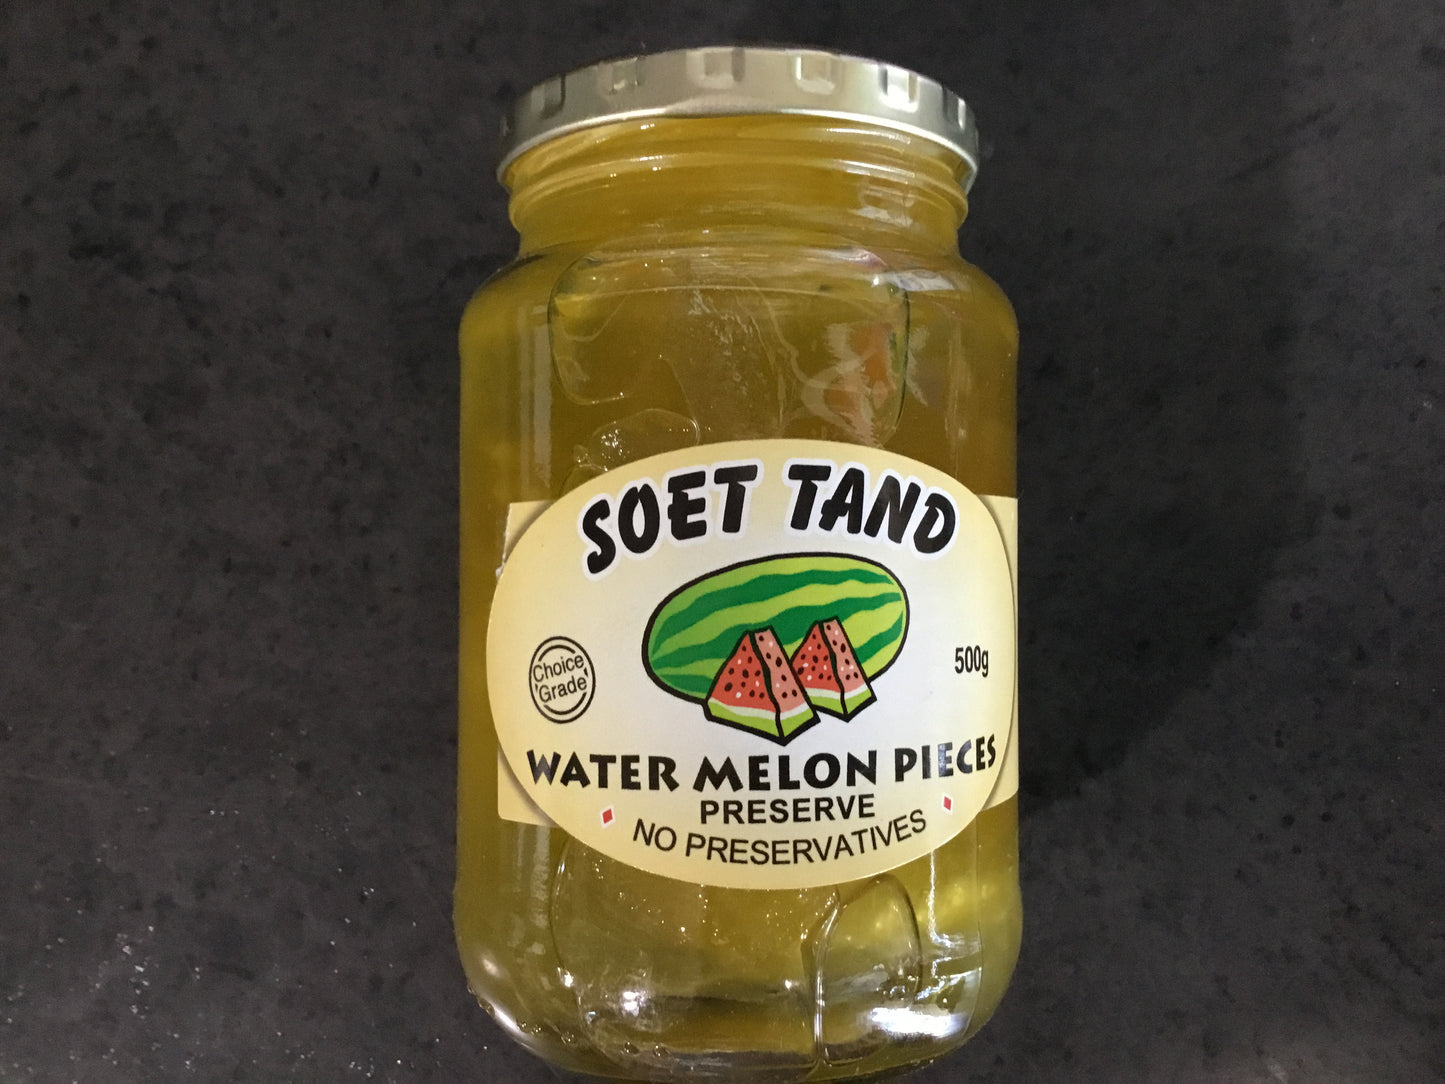 SOET TAND
Choice
'Grade'
500g
WATER MELON PIECES
PRESERVE
NO PRESERVATIVES